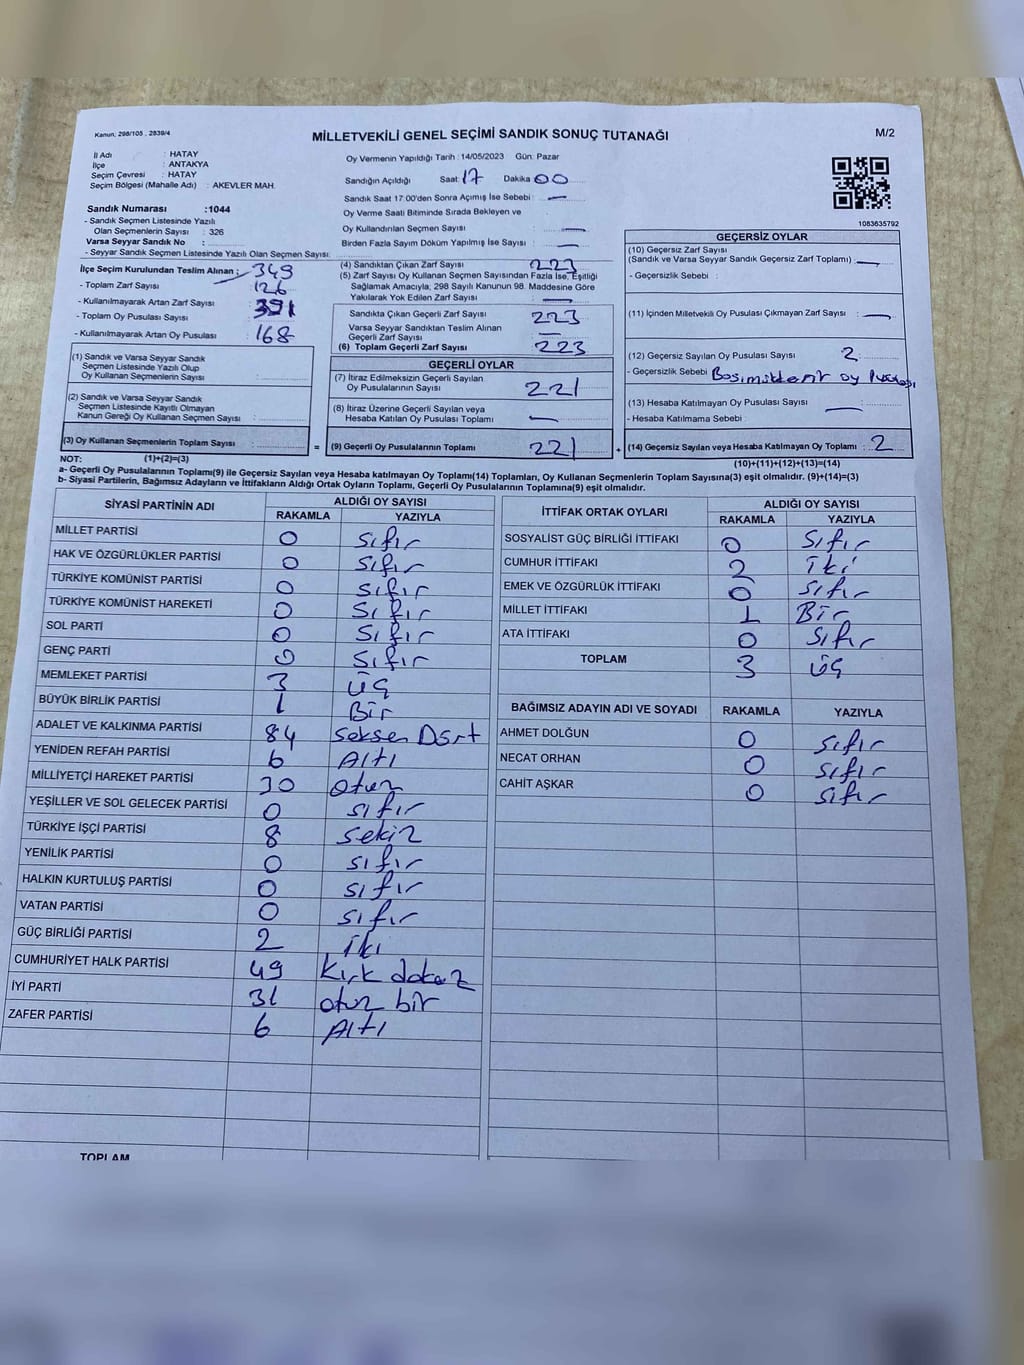 Kanun; 298/105 , 2839/4
MİLLETVEKİLİ GENEL SEÇİMİ SANDIK SONUÇ TUTANAĞI
M/2
İl Adı : HATAY
İlçe : ANTAKYA
Seçim Çevresi : HATAY
Seçim Bölgesi (Mahalle Adı) : AKEVLER MAH.
Sandık Numarası :1044
- Sandık Seçmen Listesinde Yazılı
Olan Seçmenlerin Sayısı : 326
Varsa Seyyar Sandık No :
- Seyyar Sandık Seçmen Listesinde Yazılı Olan Seçmen Sayısı:
İlçe Seçim Kurulundan Teslim Alınan ; 349
- Toplam Zarf Sayısı 126
- Kullanılmayarak Artan Zarf Sayısı
- Toplam Oy Pusulası Sayısı :
- Kullanılmayarak Artan Oy Pusulası : 168
Oy Vermenin Yapıldığı Tarih : 14/05/2023 Gün: Pazar
Sandığın Açıldığı Saat: 17 Dakika 00
Sandık Saat 17:00'den Sonra Açımış İse Sebebi : —
Oy Verme Saati Bitiminde Sırada Bekleyen ve
Oy Kullandırılan Seçmen Sayısı : —
Birden Fazla Sayım Döküm Yapılmış İse Sayısı : —
(4) Sandıktan Çıkan Zarf Sayısı 223
(5) Zarf Sayısı Oy Kullanan Seçmen Sayısından Fazla İse, Eşitliği
Sağlamak Amacıyla; 298 Sayılı Kanunun 98. Maddesine Göre
Yakılarak Yok Edilen Zarf Sayısı : —
Sandıkta Çıkan Geçerli Zarf Sayısı : 223
Varsa Seyyar Sandıktan Teslim Alınan
Geçerli Zarf Sayısı : —
(6) Toplam Geçerli Zarf Sayısı : 223
1083635792
GEÇERSİZ OYLAR
(10) Geçersiz Zarf Sayısı
(Sandık ve Varsa Seyyar Sandık Geçersiz Zarf Toplamı) : —
- Geçersizlik Sebebi :
(11) İçinden Milletvekili Oy Pusulası Çıkmayan Zarf Sayısı : —
(12) Geçersiz Sayılan Oy Pusulası Sayısı : 2
- Geçersizlik Sebebi oy
(13) Hesaba Katılmayan Oy Pusulası Sayısı : —
- Hesaba Katılmama Sebebi :
(14) Geçersiz Sayılan veya Hesaba Katılmayan Oy Toplamı : 2
(10)+(11)+(12)+(13)=(14)
(1) Sandık ve Varsa Seyyar Sandık
Seçmen Listesinde Yazılı Olup
Oy Kullanan Seçmenlerin Sayısı :
(2) Sandık ve Varsa Seyyar Sandık
Seçmen Listesinde Kayıtlı Olmayan
Kanun Gereği Oy Kullanan Seçmen Sayısı :
(3) Oy Kullanan Seçmenlerin Toplam Sayısı :
=
GEÇERLİ OYLAR
(7) İtiraz Edilmeksizin Geçerli Sayılan
Oy Pusulalarının Sayısı : 221
(8) İtiraz Üzerine Geçerli Sayılan veya
Hesaba Katılan Oy Pusulası Toplamı : —
(9) Geçerli Oy Pusulalarının Toplamı : 221
+
NOT: (1)+(2)=(3)
a- Geçerli Oy Pusulalarının Toplamı(9) ile Geçersiz Sayılan veya Hesaba katılmayan Oy Toplamı(14) Toplamları, Oy Kullanan Seçmenlerin Toplam Sayısına(3) eşit olmalıdır. (9)+(14)=(3)
b- Siyasi Partilerin, Bağımsız Adayların ve İttifakların Aldığı Ortak Oyların Toplamı, Geçerli Oy Pusulalarının Toplamına(9) eşit olmalıdır.
SİYASİ PARTİNİN ADI ALDIĞI OY SAYISI
RAKAMLA YAZIYLA
MİLLET PARTİSİ 0 Sıfır
HAK VE ÖZGÜRLÜKLER PARTİSİ 0 Sıfır
TÜRKİYE KOMÜNİST PARTİSİ 0 Sıfır
TÜRKİYE KOMÜNİST HAREKETİ 0 Sıfır
SOL PARTİ 0 Sıfır
GENÇ PARTİ 0 Sıfır
MEMLEKET PARTİSİ 3 üç
BÜYÜK BİRLİK PARTİSİ 1 Bir
ADALET VE KALKINMA PARTİSİ 84 Seksen Dört
YENİDEN REFAH PARTİSİ 6 Altı
MİLLİYETÇİ HAREKET PARTİSİ 30 otuz
YEŞİLLER VE SOL GELECEK PARTİSİ 0 sıfır
TÜRKİYE İŞÇİ PARTİSİ 8 sekiz
YENİLİK PARTİSİ 0 sıfır
HALKIN KURTULUŞ PARTİSİ 0 sıfır
VATAN PARTİSİ 0 sıfır
GÜÇ BİRLİĞİ PARTİSİ 2 iki
CUMHURİYET HALK PARTİSİ 49 Kırk dokuz
İYİ PARTİ 31 otuz bir
ZAFER PARTİSİ 6 Altı
TOPLAM
İTTİFAK ORTAK OYLARI ALDIĞI OY SAYISI
RAKAMLA YAZIYLA
SOSYALİST GÜÇ BİRLİĞİ İTTİFAKI 0 Sıfır
CUMHUR İTTİFAKI 2 iki
EMEK VE ÖZGÜRLÜK İTTİFAKI 0 Sıfır
MİLLET İTTİFAKI 1 Bir
ATA İTTİFAKI 0 Sıfır
TOPLAM 3 üç
BAĞIMSIZ ADAYIN ADI VE SOYADI RAKAMLA YAZIYLA
AHMET DOLĞUN 0 sıfır
NECAT ORHAN 0 sıfır
CAHİT AŞKAR 0 sıfır